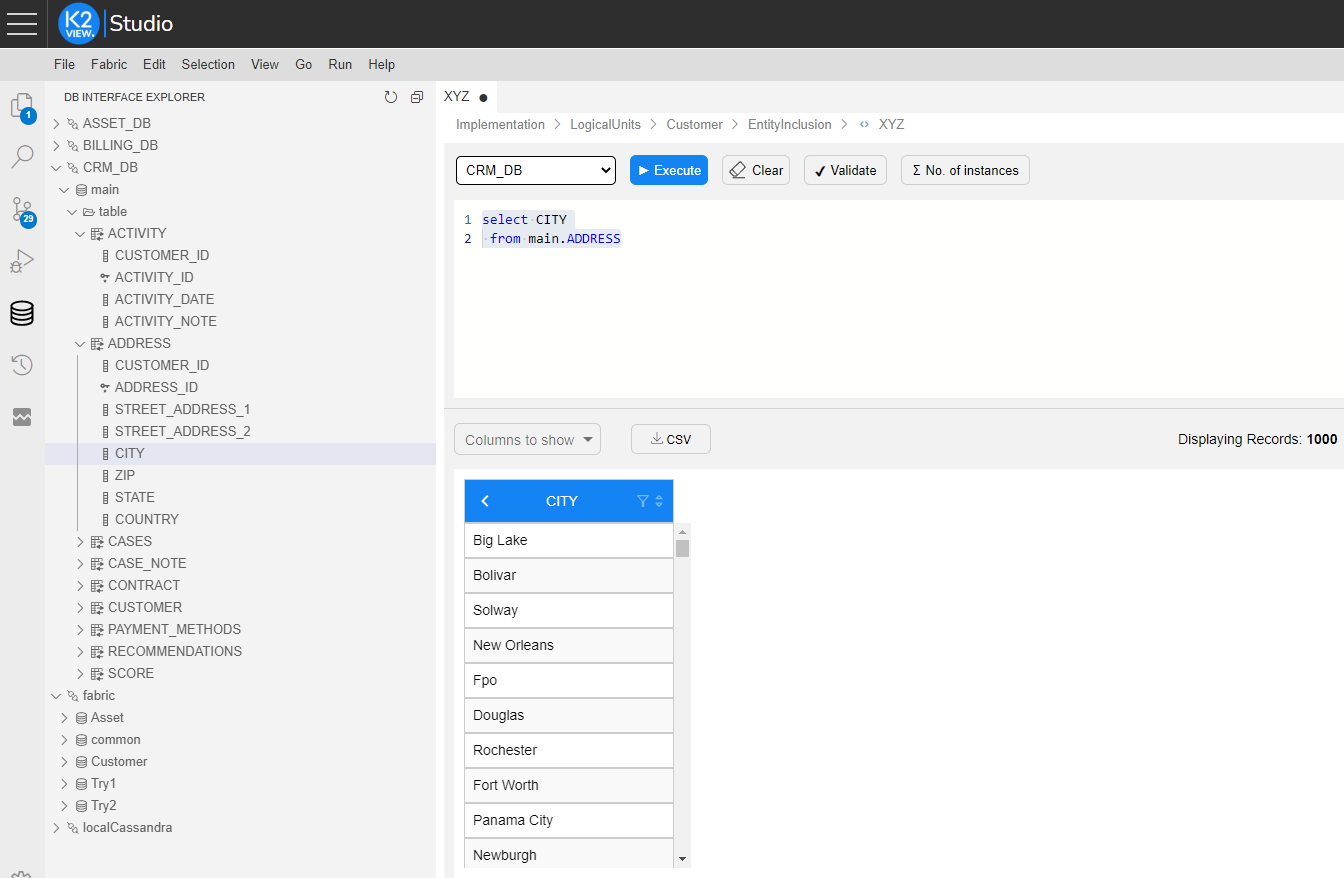 K2 VIEW. Studio
File Fabric Edit Selection View Go Run Help
DB INTERFACE EXPLORER
1
29
ASSET_DB
BILLING_DB
CRM_DB
main
table
ACTIVITY
CUSTOMER_ID
ACTIVITY_ID
ACTIVITY_DATE
ACTIVITY_NOTE
ADDRESS
CUSTOMER_ID
ADDRESS_ID
STREET_ADDRESS_1
STREET_ADDRESS_2
CITY
ZIP
STATE
COUNTRY
CASES
CASE_NOTE
CONTRACT
CUSTOMER
PAYMENT_METHODS
RECOMMENDATIONS
SCORE
fabric
Asset
common
Customer
Try1
Try2
localCassandra
XYZ ●
Implementation > LogicalUnits > Customer > EntityInclusion > <> XYZ
CRM_DB Execute Clear Validate Σ No. of instances
1 select CITY
2 from main.ADDRESS
Columns to show CSV Displaying Records: 1000
CITY
Big Lake
Bolivar
Solway
New Orleans
Fpo
Douglas
Rochester
Fort Worth
Panama City
Newburgh